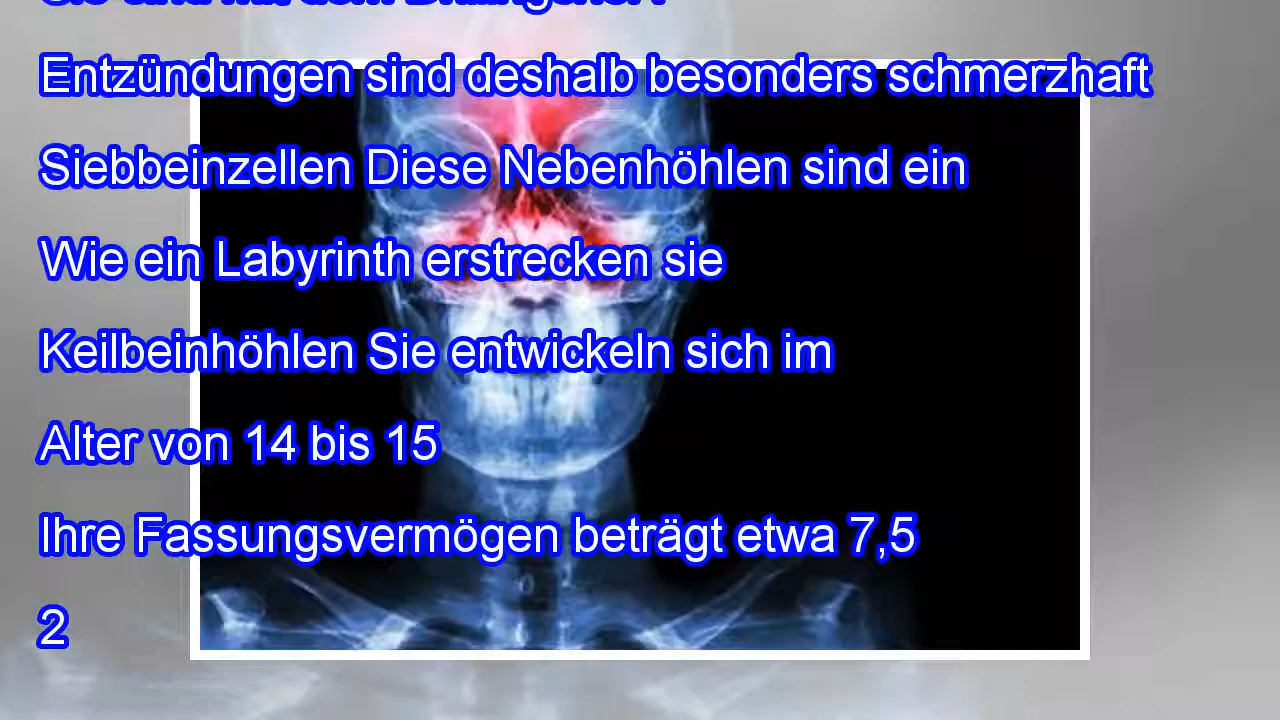 Entzündungen sind deshalb besonders schmerzhaft
Siebbeinzellen Diese Nebenhöhlen sind ein
Wie ein Labyrinth erstrecken sie
Keilbeinhöhlen Sie entwickeln sich im
Alter von 14 bis 15
Ihre Fassungsvermögen beträgt etwa 7,5
2